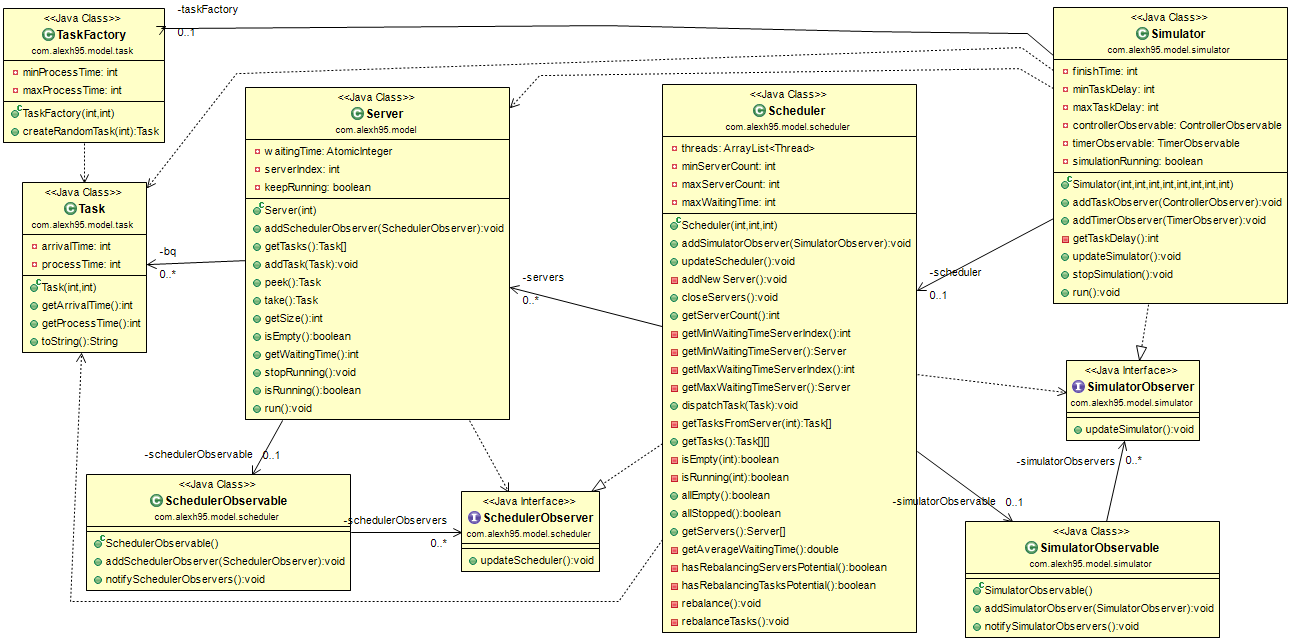 -taskFactory
0..1
<<Java Class>>
TaskFactory
com.alexh95.model.task
minProcessTime: int
maxProcessTime: int
TaskFactory(int,int)
createRandomTask(int):Task
<<Java Class>>
Task
com.alexh95.model.task
arrivalTime: int
processTime: int
Task(int,int)
getArrivalTime():int
getProcessTime():int
toString():String
-bq
0..*
<<Java Class>>
Server
com.alexh95.model
waitingTime: AtomicInteger
serverIndex: int
keepRunning: boolean
Server(int)
addSchedulerObserver(SchedulerObserver):void
getTasks():Task[]
addTask(Task):void
peek():Task
take():Task
getSize():int
isEmpty():boolean
getWaitingTime():int
stopRunning():void
isRunning():boolean
run():void
-servers
0..*
<<Java Class>>
Scheduler
com.alexh95.model.scheduler
threads: ArrayList<Thread>
minServerCount: int
maxServerCount: int
maxWaitingTime: int
Scheduler(int,int,int)
addSimulatorObserver(SimulatorObserver):void
updateScheduler():void
addNewServer():void
closeServers():void
getServerCount():int
getMinWaitingTimeServerIndex():int
getMinWaitingTimeServer():Server
getMaxWaitingTimeServerIndex():int
getMaxWaitingTimeServer():Server
dispatchTask(Task):void
getTasksFromServer(int):Task[]
getTasks():Task[][]
isEmpty(int):boolean
isRunning(int):boolean
allEmpty():boolean
allStopped():boolean
getServers():Server[]
getAverageWaitingTime():double
hasRebalancingServersPotential():boolean
hasRebalancingTasksPotential():boolean
rebalance():void
rebalanceTasks():void
<<Java Class>>
Simulator
com.alexh95.model.simulator
finishTime: int
minTaskDelay: int
maxTaskDelay: int
controllerObservable: ControllerObservable
timerObservable: TimerObservable
simulationRunning: boolean
Simulator(int,int,int,int,int,int,int,int)
addTaskObserver(ControllerObserver):void
addTimerObserver(TimerObserver):void
getTaskDelay():int
updateSimulator():void
stopSimulation():void
run():void
-scheduler
0..1
<<Java Interface>>
SimulatorObserver
com.alexh95.model.simulator
updateSimulator():void
-simulatorObservers
0..*
-simulatorObservable
0..1
<<Java Class>>
SimulatorObservable
com.alexh95.model.simulator
SimulatorObservable()
addSimulatorObserver(SimulatorObserver):void
notifySimulatorObservers():void
-schedulerObservable
0..1
<<Java Class>>
SchedulerObservable
com.alexh95.model.scheduler
SchedulerObservable()
addSchedulerObserver(SchedulerObserver):void
notifySchedulerObservers():void
-schedulerObservers
0..*
<<Java Interface>>
SchedulerObserver
com.alexh95.model.scheduler
updateScheduler():void